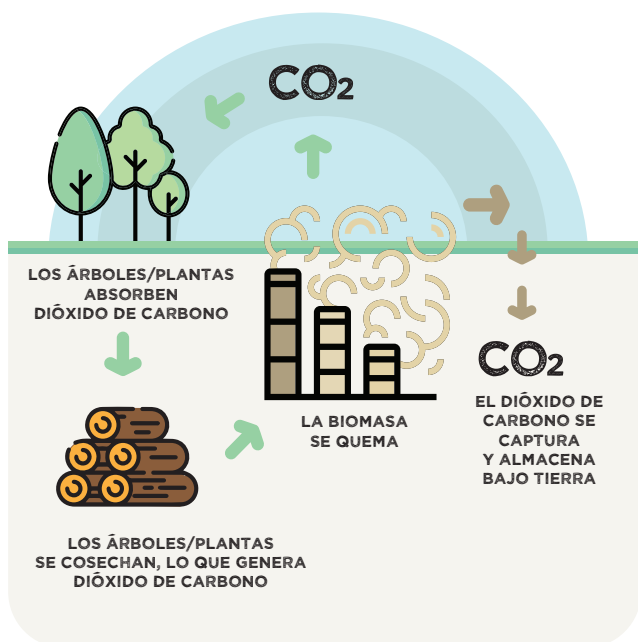 CO2
LOS ÁRBOLES/PLANTAS
ABSORBEN
DIÓXIDO DE CARBONO
CO2
EL DIÓXIDO DE
CARBONO SE
CAPTURA
Y ALMACENA
BAJO TIERRA
LA BIOMASA
SE QUEMA
LOS ÁRBOLES/PLANTAS
SE COSECHAN, LO QUE GENERA
DIÓXIDO DE CARBONO